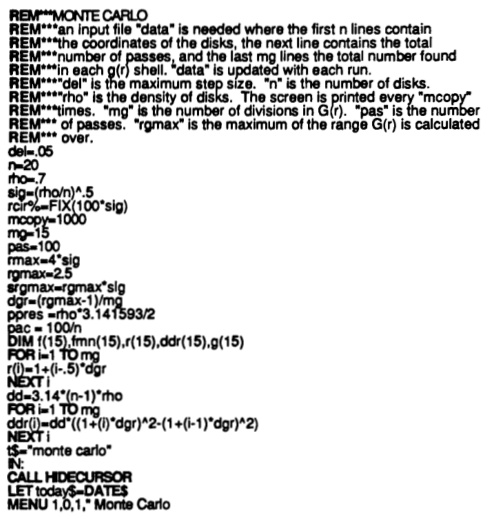 REM***MONTE CARLO
REM***an input file "data" is needed where the first n lines contain
REM***the coordinates of the disks, the next line contains the total
REM***number of passes, and the last mg lines the total number found
REM***in each g(r) shell. "data" is updated with each run.
REM***"del" is the maximum step size. "n" is the number of disks.
REM***"rho" is the density of disks. The screen is printed every "mcopy"
REM***times. "mg" is the number of divisions in G(r). "pas" is the number
REM*** of passes. "rgmax" is the maximum of the range G(r) is calculated
REM*** over.
del=.05
n=20
rho=.7
sig=(rho/n)^.5
rcir%=FIX(100*sig)
mcopy=1000
mg=15
pas=100
rmax=4*sig
rgmax=2.5
srgmax=rgmax*sig
dgr=(rgmax-1)/mg
ppres =rho*3.141593/2
pac = 100/n
DIM f(15),fmn(15),r(15),ddr(15),g(15)
FOR i=1 TO mg
r(i)=1+(i-.5)*dgr
NEXT i
dd=3.14*(n-1)*rho
FOR i=1 TO mg
ddr(i)=dd*((1+(i)*dgr)^2-(1+(i-1)*dgr)^2)
NEXT i
t$="monte carlo"
IN:
CALL HIDECURSOR
LET today$=DATE$
MENU 1,0,1," Monte Carlo